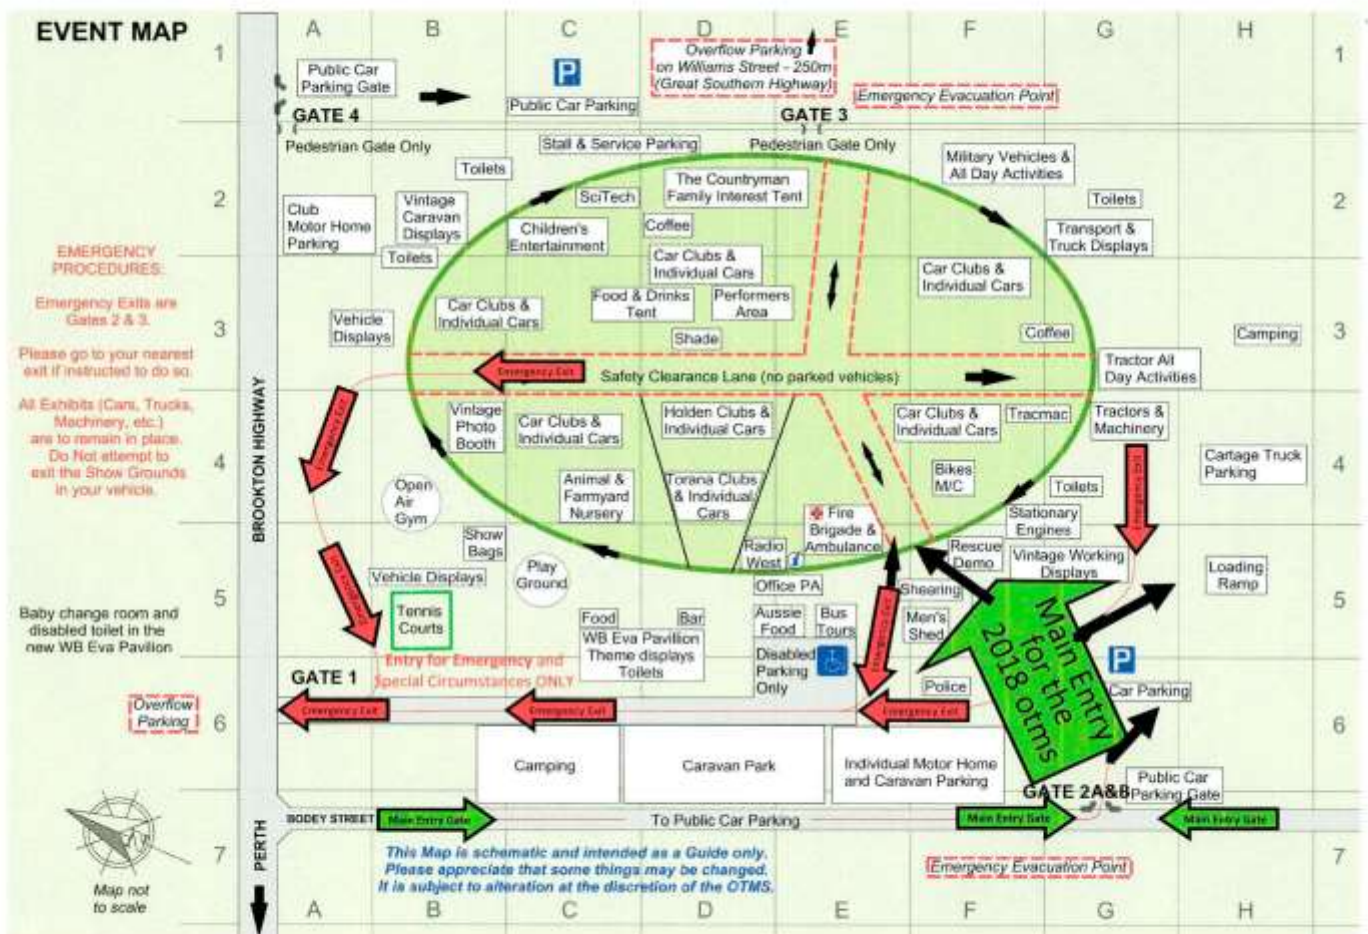 EVENT MAP
A B C D E F G H
1 1
Public Car
Parking Gate
P
Public Car Parking
Overflow Parking
on Williams Street - 250m
(Great Southern Highway)
Emergency Evacuation Point
GATE 4
GATE 3
Pedestrian Gate Only
Stall & Service Parking
Pedestrian Gate Only
Toilets
Military Vehicles &
All Day Activities
2 2
Club
Motor Home
Parking
Vintage
Caravan
Displays
Toilets
SciTech
The Countryman
Family Interest Tent
Children's
Entertainment
Coffee
Toilets
Transport &
Truck Displays
EMERGENCY
PROCEDURES:
Emergency Exits are
Gates 2 & 3.
Please go to your nearest
exit if instructed to do so.
All Exhibits (Cars, Trucks,
Machinery, etc.)
are to remain in place.
Do Not attempt to
exit the Show Grounds
in your vehicle.
Car Clubs &
Individual Cars
Car Clubs &
Individual Cars
Car Clubs &
Individual Cars
Food & Drinks
Tent
Performers
Area
3 3
Vehicle
Displays
Shade
Coffee
Camping
Tractor All
Day Activities
Emergency Exit
Safety Clearance Lane (no parked vehicles)
BROOKTON HIGHWAY
Emergency Exit
Vintage
Photo
Booth
Car Clubs &
Individual Cars
Holden Clubs &
Individual Cars
Car Clubs &
Individual Cars
Tracmac
Tractors &
Machinery
4 4
Cartage Truck
Parking
Open
Air
Gym
Animal &
Farmyard
Nursery
Torana Clubs
& Individual
Cars
Bikes
M/C
Toilets
Emergency Exit
Fire
Brigade &
Ambulance
Stationary
Engines
Show
Bags
Radio
West
i
Rescue
Demo
Vintage Working
Displays
Emergency Exit
Vehicle Displays
Play
Ground
Office PA
Shearing
Loading
Ramp
5 5
Baby change room and
disabled toilet in the
new WB Eva Pavilion
Tennis
Courts
Food
Bar
Aussie
Food
Bus
Tours
Emergency Exit
Men's
Shed
Main Entry
for the
2018 otms
WB Eva Pavillion
Theme displays
Toilets
Disabled
Parking
Only
P
Entry for Emergency and
Special Circumstances ONLY
GATE 1
Police
Car Parking
Overflow
Parking
6 6
Emergency Exit
Emergency Exit
Emergency Exit
Camping
Caravan Park
Individual Motor Home
and Caravan Parking
GATE 2A&B
Public Car
Parking Gate
BODEY STREET
Main Entry Gate
To Public Car Parking
Main Entry Gate
Main Entry Gate
PERTH
This Map is schematic and intended as a Guide only.
Please appreciate that some things may be changed.
It is subject to alteration at the discretion of the OTMS.
Emergency Evacuation Point
7 7
Map not
to scale
A B C D E F G H